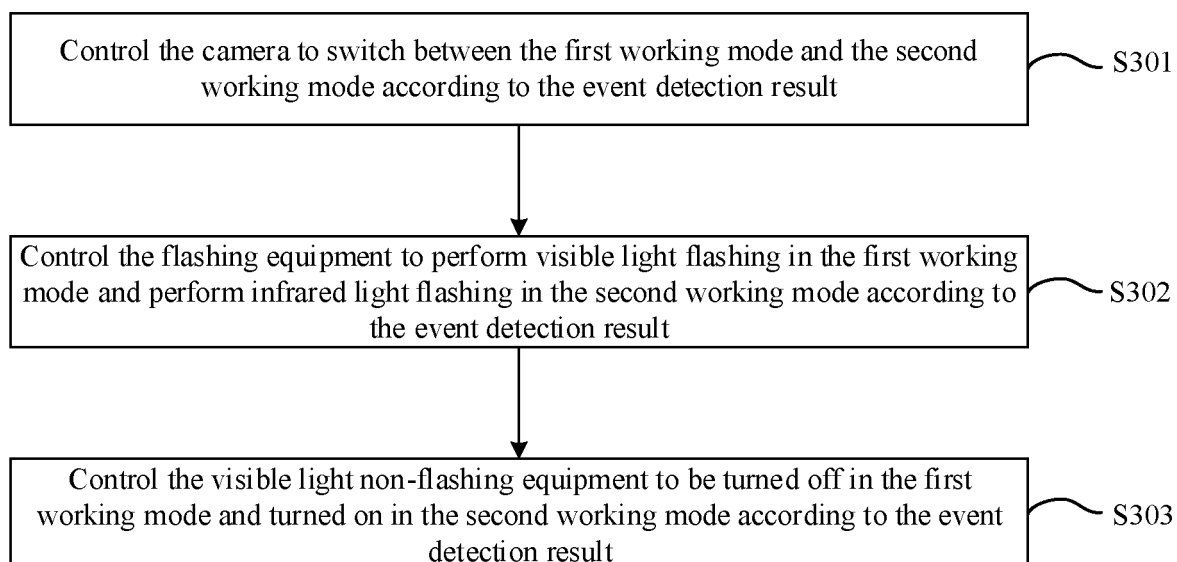 Control the camera to switch between the first working mode and the second
working mode according to the event detection result
S301
Control the flashing equipment to perform visible light flashing in the first working
mode and perform infrared light flashing in the second working mode according to
the event detection result
S302
Control the visible light non-flashing equipment to be turned off in the first
working mode and turned on in the second working mode according to the event
detection result
S303